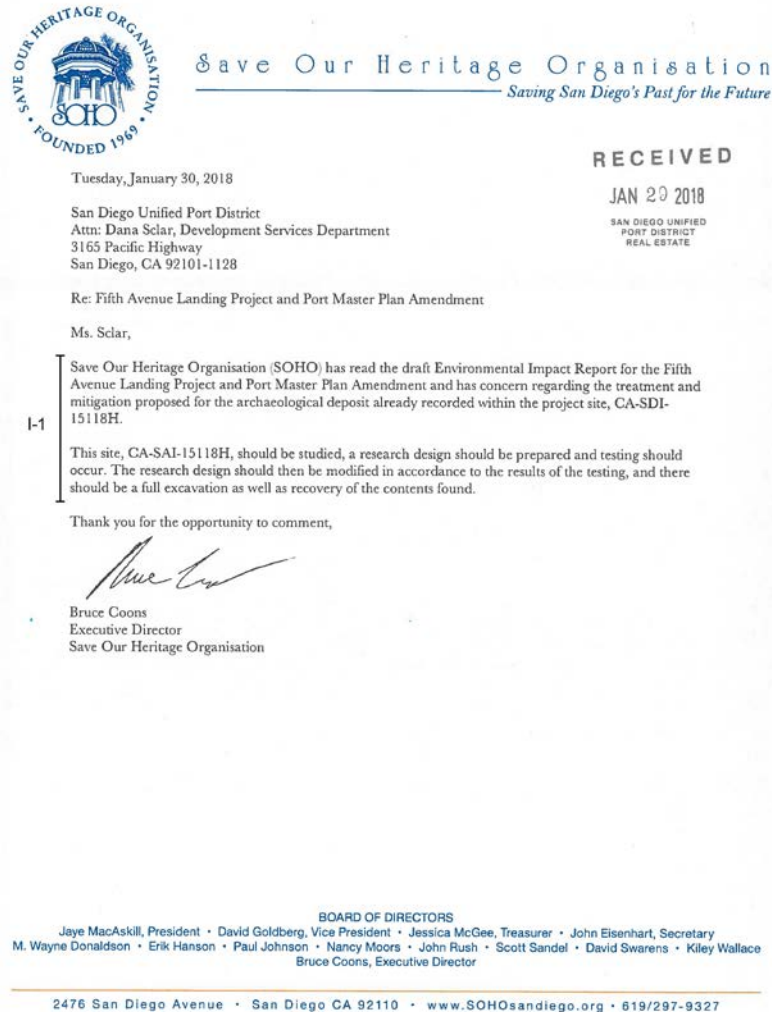 SAVE OUR HERITAGE ORGANISATION
SOHO
FOUNDED 1969
Save Our Heritage Organisation
Saving San Diego's Past for the Future
RECEIVED
JAN 29 2018
SAN DIEGO UNIFIED
PORT DISTRICT
REAL ESTATE
Tuesday, January 30, 2018
San Diego Unified Port District
Attn: Dana Sclar, Development Services Department
3165 Pacific Highway
San Diego, CA 92101-1128
Re: Fifth Avenue Landing Project and Port Master Plan Amendment
Ms. Sclar,
I-1
Save Our Heritage Organisation (SOHO) has read the draft Environmental Impact Report for the Fifth
Avenue Landing Project and Port Master Plan Amendment and has concern regarding the treatment and
mitigation proposed for the archaeological deposit already recorded within the project site, CA-SDI-
15118H.
This site, CA-SAI-15118H, should be studied, a research design should be prepared and testing should
occur. The research design should then be modified in accordance to the results of the testing, and there
should be a full excavation as well as recovery of the contents found.
Thank you for the opportunity to comment,
Bruce Coons
Executive Director
Save Our Heritage Organisation
BOARD OF DIRECTORS
Jaye MacAskill, President • David Goldberg, Vice President • Jessica McGee, Treasurer • John Eisenhart, Secretary
M. Wayne Donaldson • Erik Hanson • Paul Johnson • Nancy Moors • John Rush • Scott Sandel • David Swarens • Kiley Wallace
Bruce Coons, Executive Director
2476 San Diego Avenue • San Diego CA 92110 • www.SOHOsandiego.org • 619/297-9327